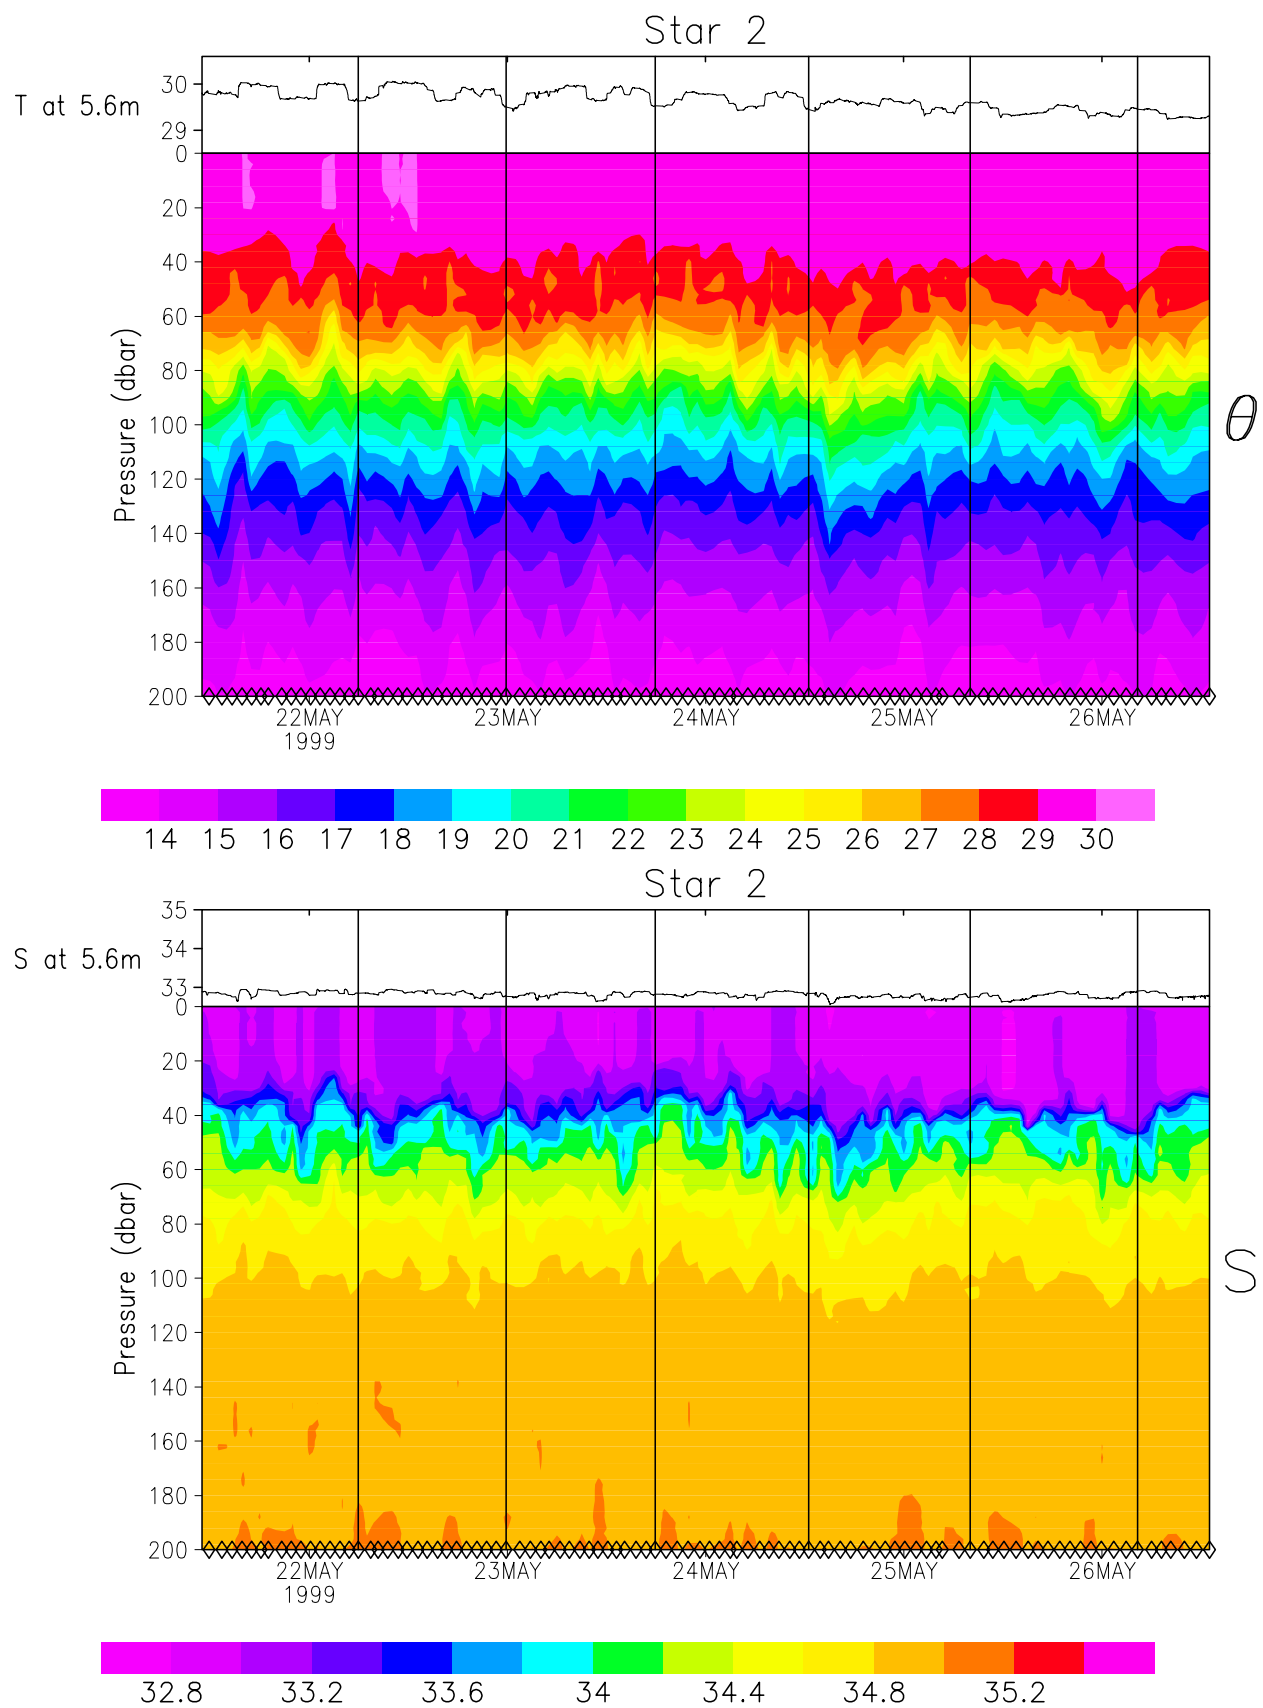 Star 2
T at 5.6m
30
29
0
20
40
60
80
100
120
140
160
180
200
Pressure (dbar)
θ
22MAY 23MAY 24MAY 25MAY 26MAY
1999
14 15 16 17 18 19 20 21 22 23 24 25 26 27 28 29 30
Star 2
S at 5.6m
35
34
33
0
20
40
60
80
100
120
140
160
180
200
Pressure (dbar)
S
22MAY 23MAY 24MAY 25MAY 26MAY
1999
32.8 33.2 33.6 34 34.4 34.8 35.2